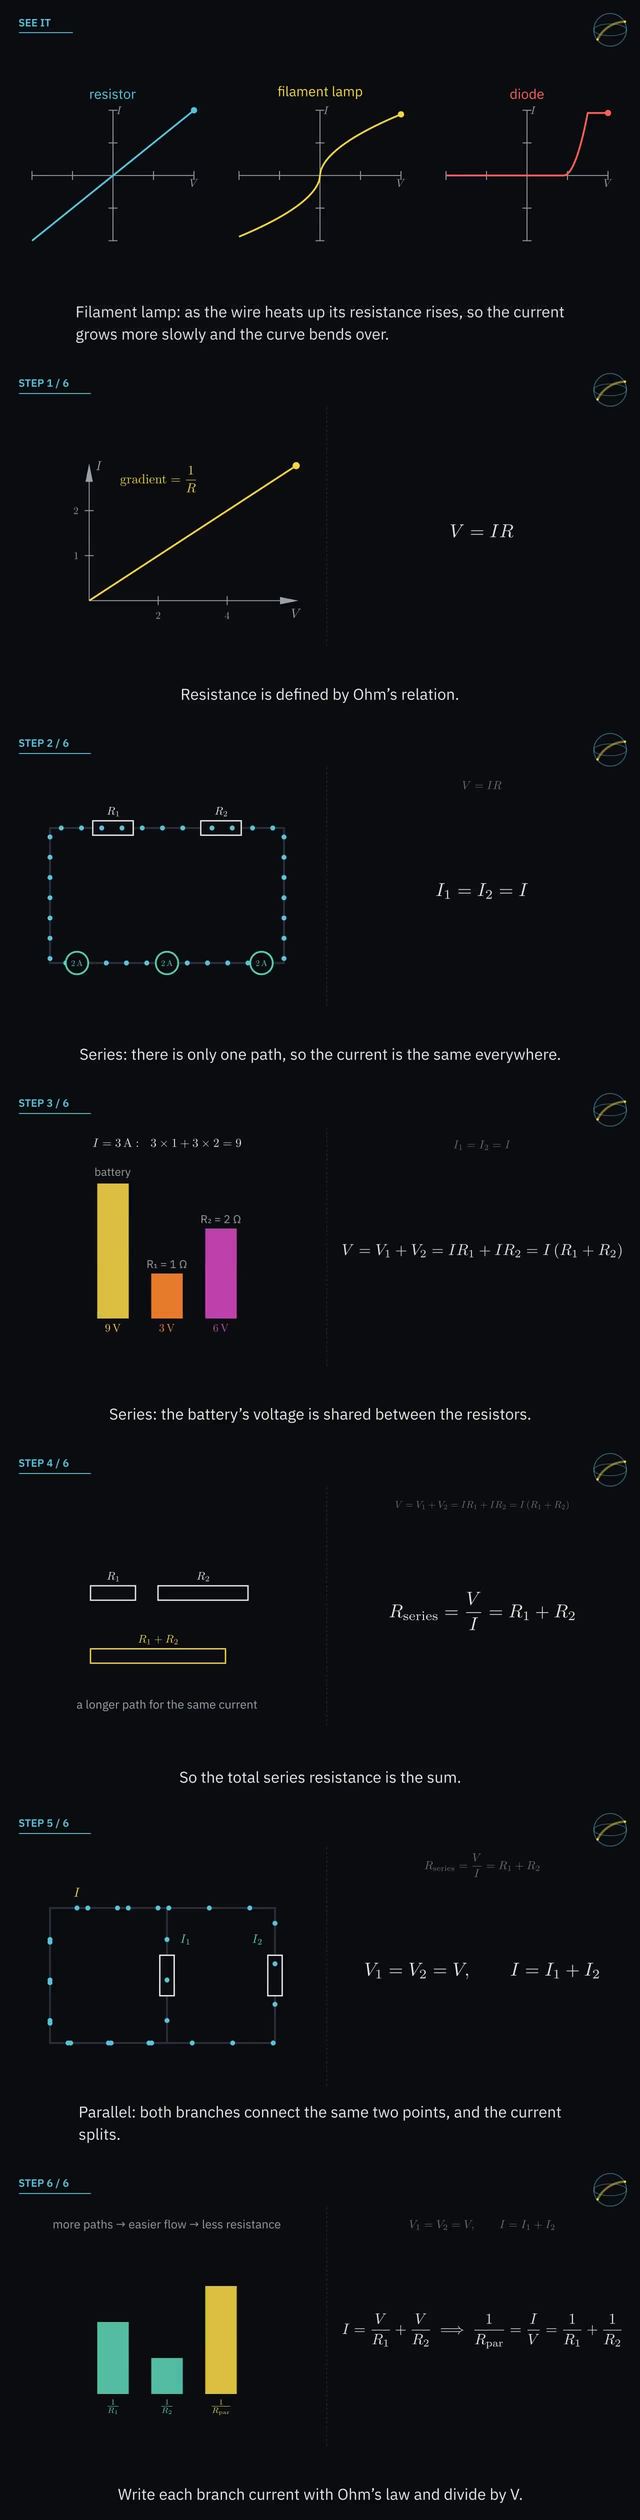 SEE IT
resistor
filament lamp
diode
I
I
I
V
V
V
Filament lamp: as the wire heats up its resistance rises, so the current
grows more slowly and the curve bends over.
STEP 1 / 6
I
gradient = 1/R
2
1
2 4
V
V = IR
Resistance is defined by Ohm’s relation.
STEP 2 / 6
V = IR
R₁ R₂
I₁ = I₂ = I
2 A 2 A 2 A
Series: there is only one path, so the current is the same everywhere.
STEP 3 / 6
I = 3 A : 3 × 1 + 3 × 2 = 9
I₁ = I₂ = I
battery
R₂ = 2 Ω
R₁ = 1 Ω
V = V₁ + V₂ = IR₁ + IR₂ = I (R₁ + R₂)
9 V 3 V 6 V
Series: the battery’s voltage is shared between the resistors.
STEP 4 / 6
V = V₁ + V₂ = IR₁ + IR₂ = I (R₁ + R₂)
R₁ R₂
R₁ + R₂
R_series = V/I = R₁ + R₂
a longer path for the same current
So the total series resistance is the sum.
STEP 5 / 6
R_series = V/I = R₁ + R₂
I
I₁ I₂
V₁ = V₂ = V, I = I₁ + I₂
Parallel: both branches connect the same two points, and the current
splits.
STEP 6 / 6
more paths → easier flow → less resistance
V₁ = V₂ = V, I = I₁ + I₂
I = V/R₁ + V/R₂ ⟹ 1/R_par = I/V = 1/R₁ + 1/R₂
1/R₁ 1/R₂ 1/R_par
Write each branch current with Ohm’s law and divide by V.